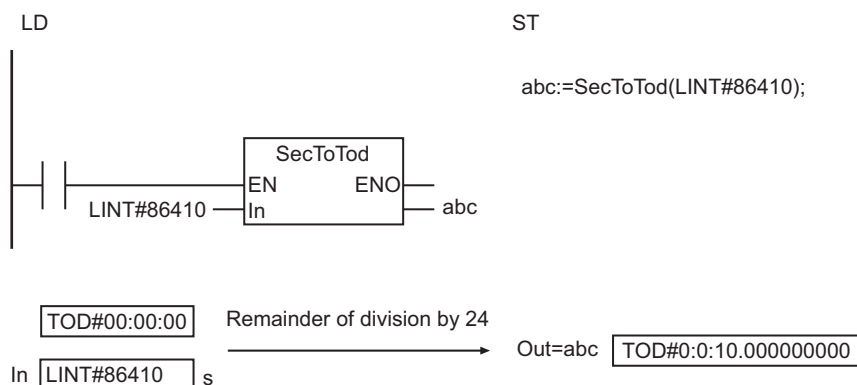 LD
ST
abc:=SecToTod(LINT#86410);
SecToTod
EN ENO
LINT#86410 In abc
TOD#00:00:00 Remainder of division by 24
In LINT#86410 s Out=abc TOD#0:0:10.000000000